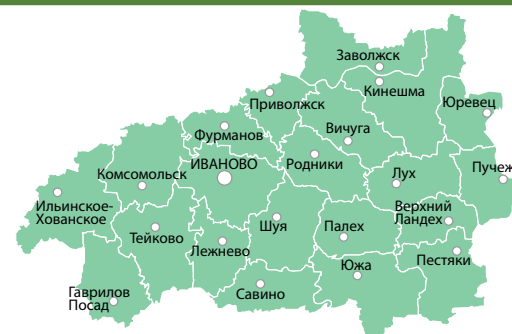 Заволжск
Кинешма
Приволжск
Юревец
Фурманов
Вичуга
ИВАНОВО
Родники
Комсомольск
Лух
Пучеж
Ильинское-
Хованское
Верхний
Ландех
Тейково
Шуя
Палех
Лежнево
Пестяки
Южа
Гаврилов
Посад
Савино